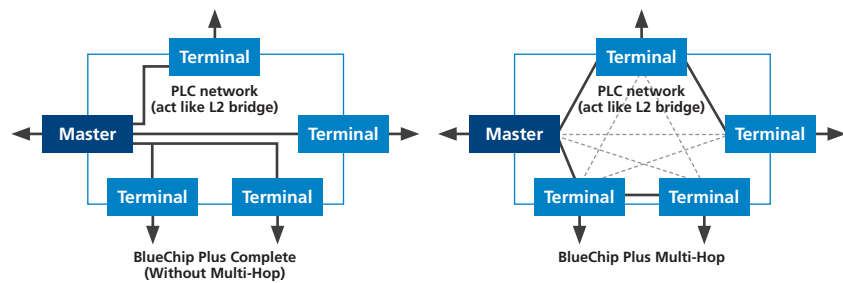 Terminal
PLC network
(act like L2 bridge)
Master
Terminal
Terminal
Terminal
BlueChip Plus Complete
(Without Multi-Hop)
Terminal
PLC network
(act like L2 bridge)
Master
Terminal
Terminal
Terminal
BlueChip Plus Multi-Hop